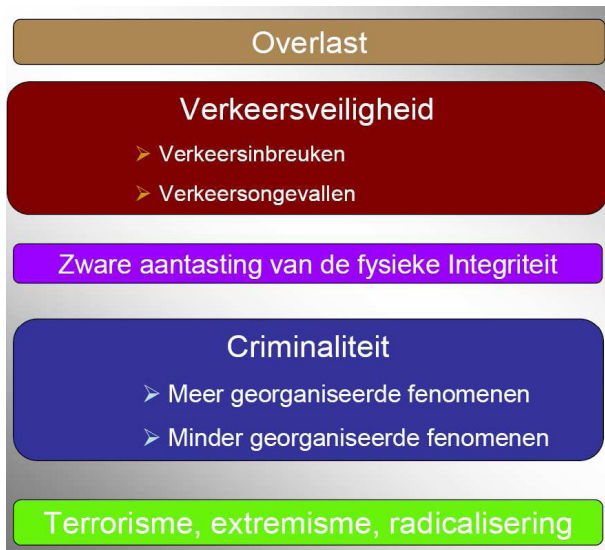 Overlast
Verkeersveiligheid
➢ Verkeersinbreuken
➢ Verkeersongevallen
Zware aantasting van de fysieke Integriteit
Criminaliteit
➢ Meer georganiseerde fenomenen
➢ Minder georganiseerde fenomenen
Terrorisme, extremisme, radicalisering